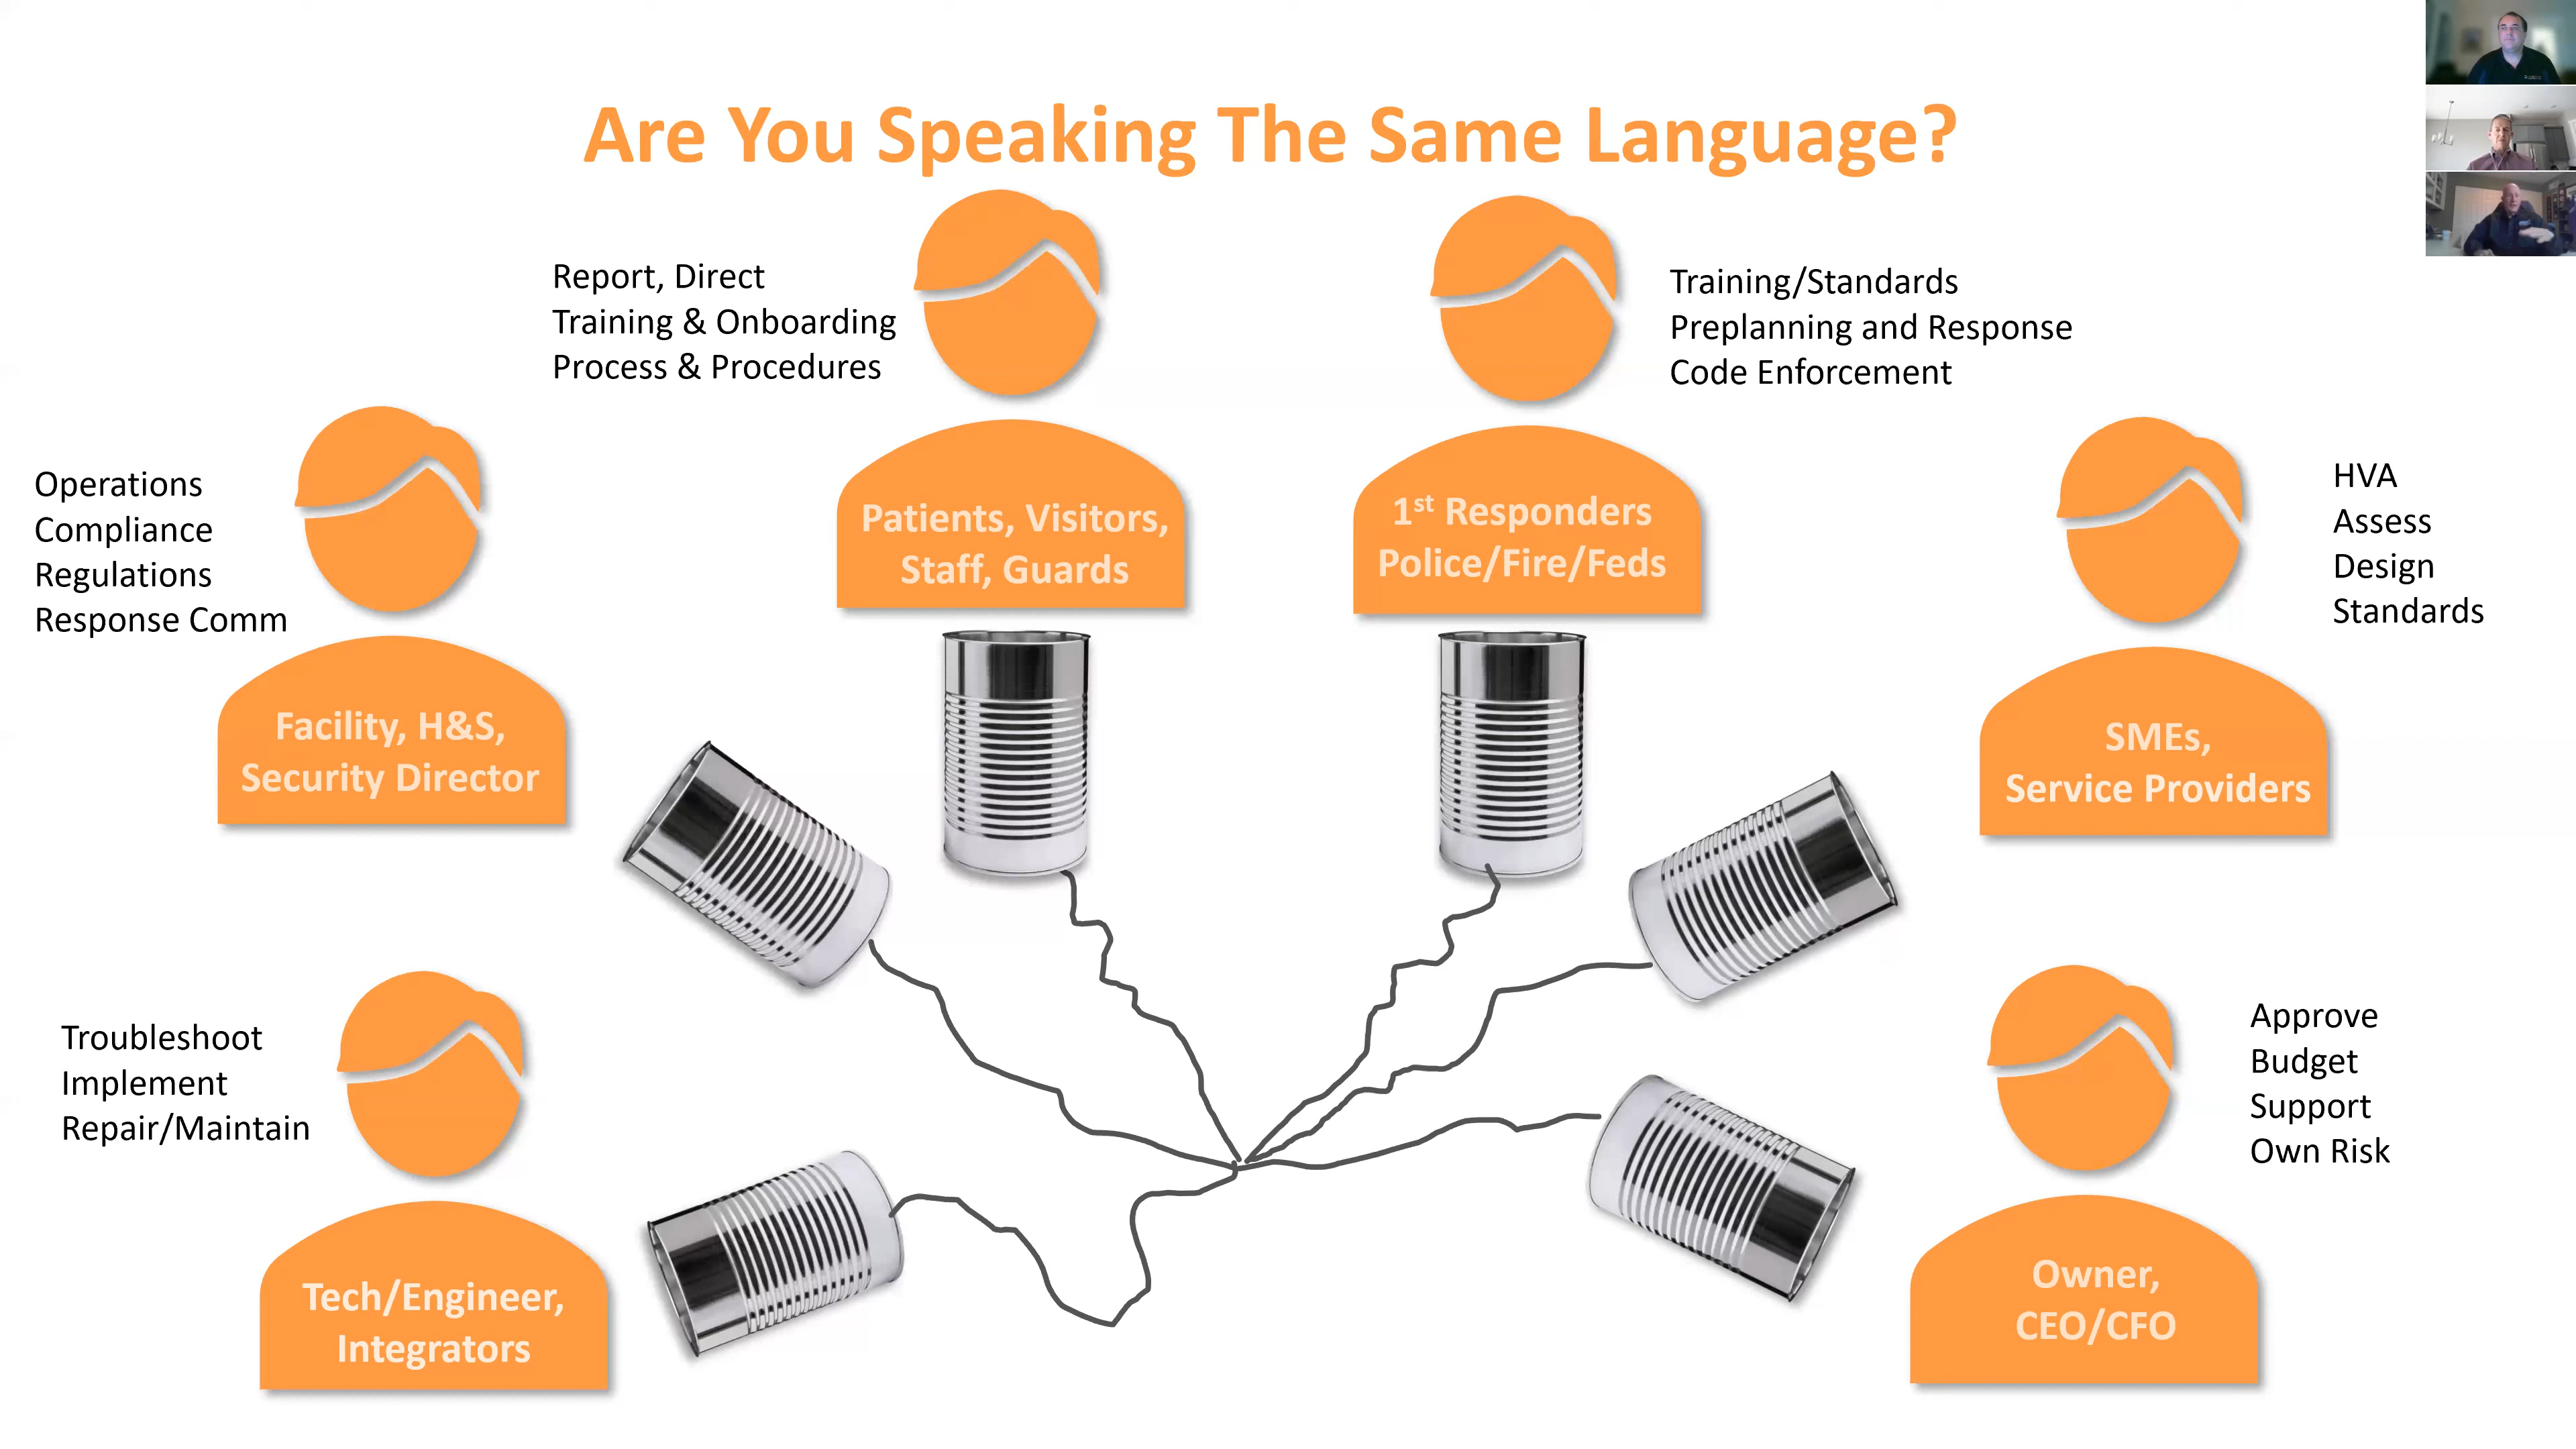 Are You Speaking The Same Language?
Report, Direct
Training & Onboarding
Process & Procedures
Patients, Visitors,
Staff, Guards
Training/Standards
Preplanning and Response
Code Enforcement
1st Responders
Police/Fire/Feds
Operations
Compliance
Regulations
Response Comm
Facility, H&S,
Security Director
HVA
Assess
Design
Standards
SMEs,
Service Providers
Troubleshoot
Implement
Repair/Maintain
Tech/Engineer,
Integrators
Approve
Budget
Support
Own Risk
Owner,
CEO/CFO